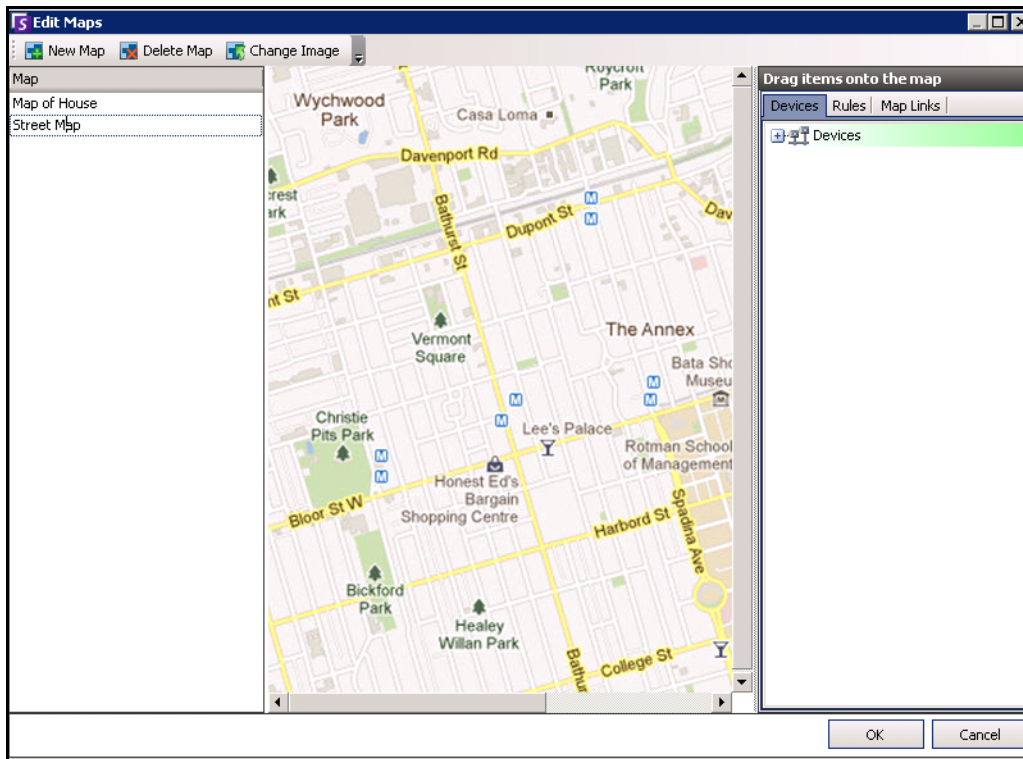 Edit Maps
New Map
Delete Map
Change Image
Map
Map of House
Street Map
Roycroft
Park
Wychwood
Park
Casa Loma
Davenport Rd
crest
ark
Bathurst St
Dupont St
Dav
nt St
Vermont
Square
The Annex
Bata Sho
Museu
M
M
M
M
M
M
M
M
Christie
Pits Park
Lee's Palace
Rotman School
of Management
Honest Ed's
Bargain
Shopping Centre
Bloor St W
Harbord St
Spadina Ave
Bickford
Park
Healey
Willan Park
Bathur
College St
Drag items onto the map
Devices
Rules
Map Links
Devices
OK
Cancel